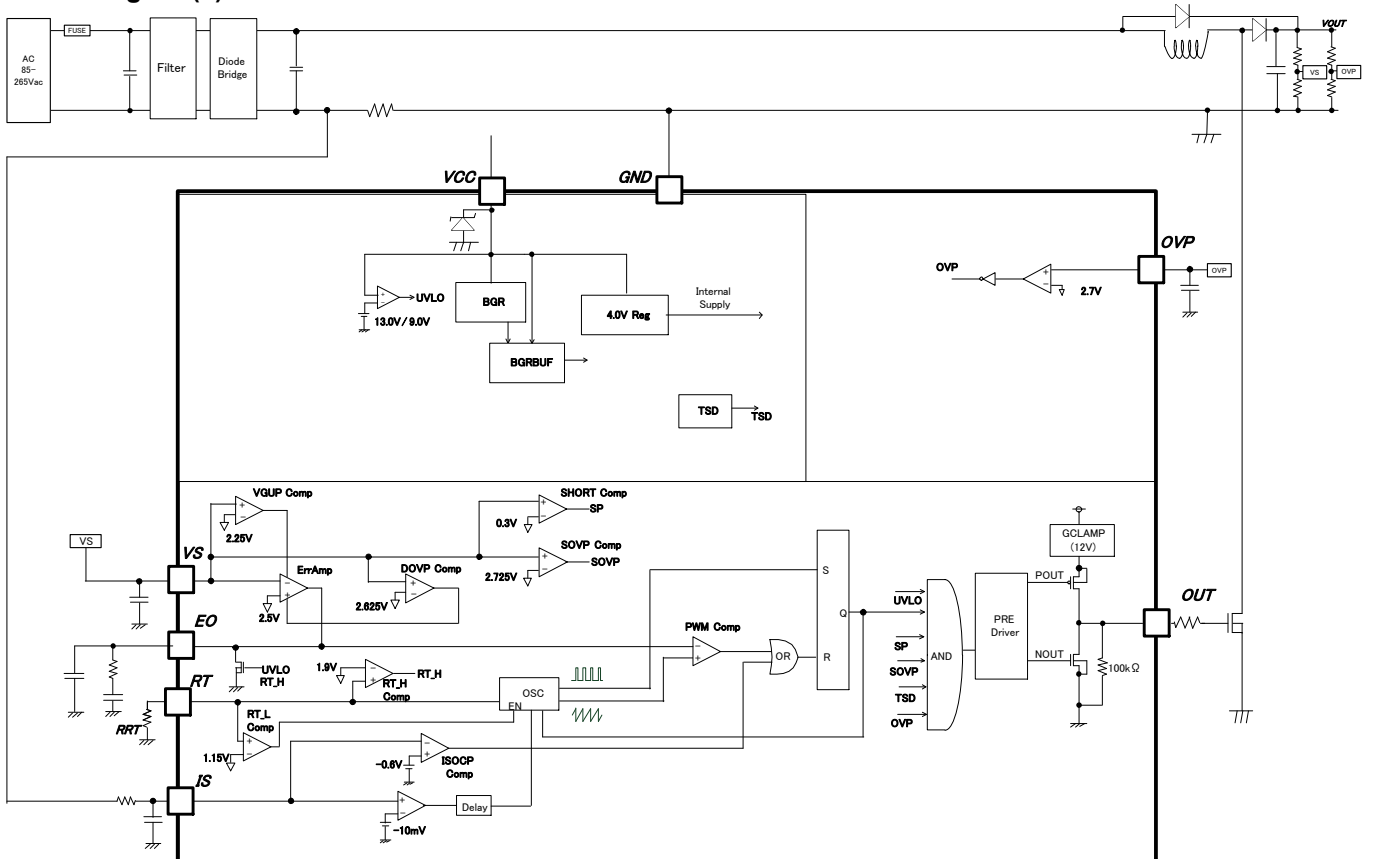 FUSE
AC
85-
265Vac
Filter
Diode
Bridge
VOUT
VS
OVP
VCC
GND
OVP
OVP
OVP
2.7V
UVLO
13.0V / 9.0V
BGR
4.0V Reg
Internal
Supply
BGRBUF
TSD
TSD
VGUP Comp
2.25V
SHORT Comp
SP
0.3V
SOVP Comp
SOVP
2.725V
VS
VS
ErrAmp
2.5V
DOVP Comp
2.625V
GCLAMP
(12V)
POUT
OUT
EO
S
Q
R
PWM Comp
OR
UVLO
SP
SOVP
TSD
OVP
AND
PRE
Driver
NOUT
100kΩ
UVLO
RT_H
1.9V
RT_H
RT_H
Comp
RT
RRT
RT_L
Comp
1.15V
OSC
EN
-0.6V
ISOCP
Comp
IS
-10mV
Delay